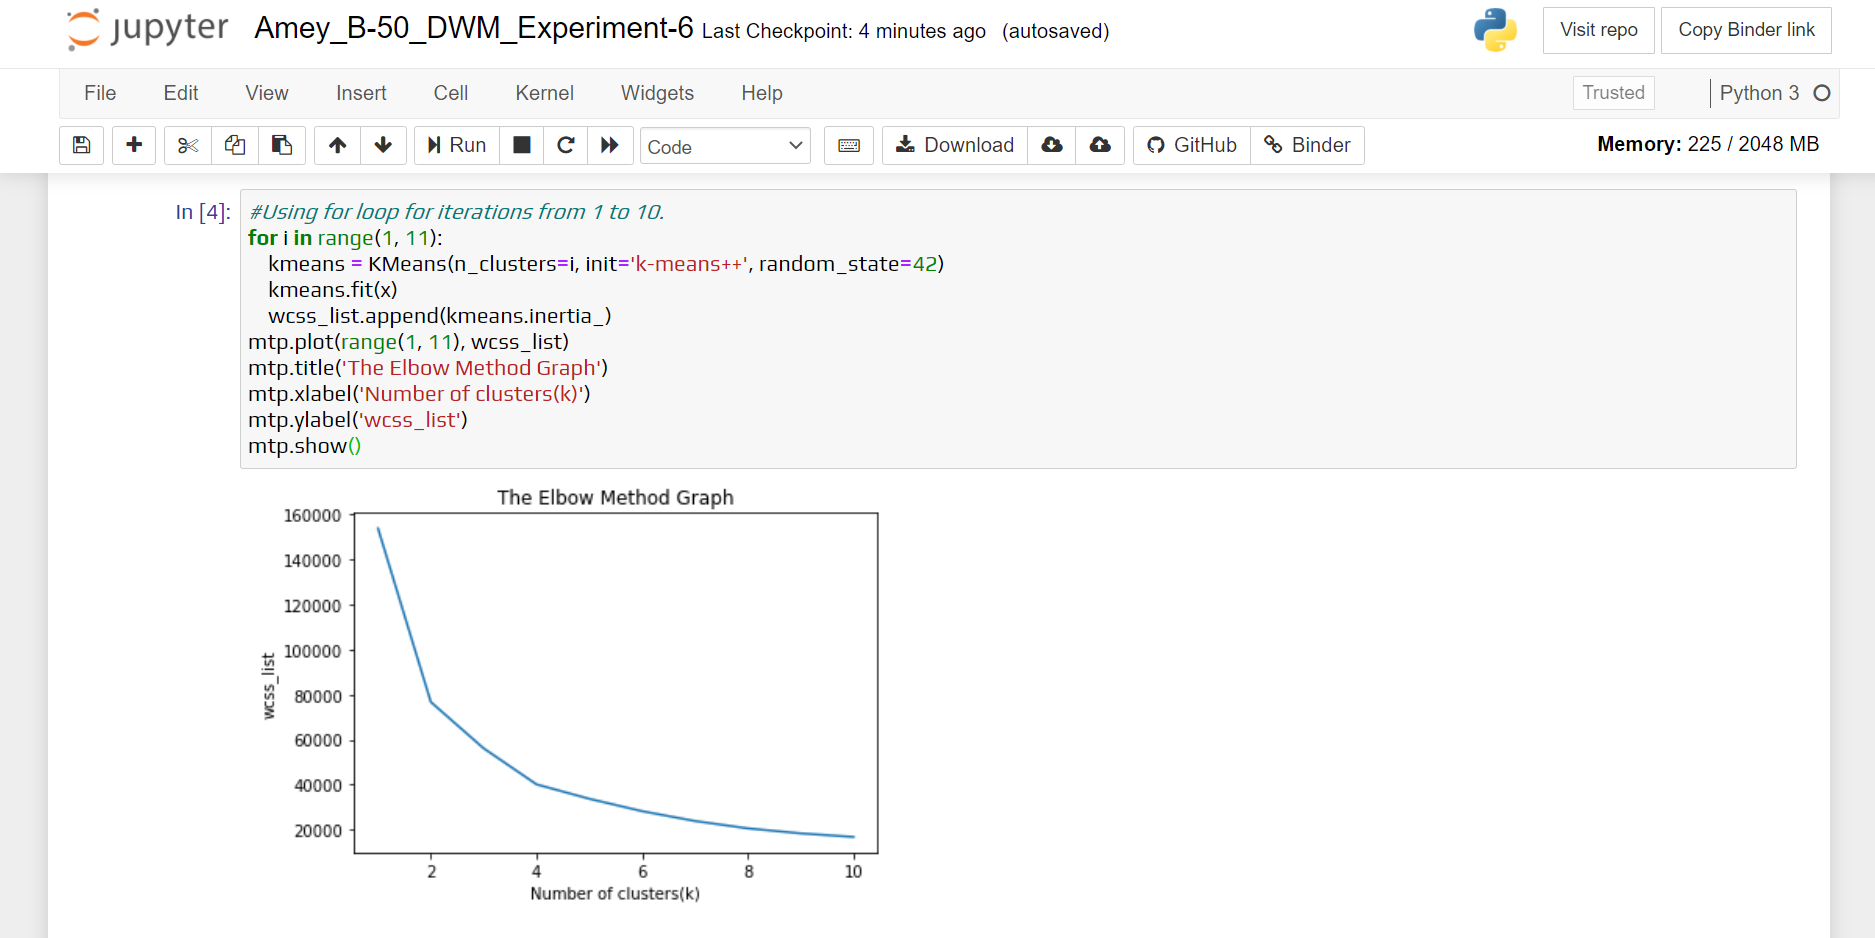 jupyter Amey_B-50_DWM_Experiment-6 Last Checkpoint: 4 minutes ago (autosaved) Visit repo Copy Binder link
File Edit View Insert Cell Kernel Widgets Help Trusted Python 3
Run Code Download GitHub Binder Memory: 225 / 2048 MB
In [4]: #Using for loop for iterations from 1 to 10.
for i in range(1, 11):
    kmeans = KMeans(n_clusters=i, init='k-means++', random_state=42)
    kmeans.fit(x)
    wcss_list.append(kmeans.inertia_)
mtp.plot(range(1, 11), wcss_list)
mtp.title('The Elbow Method Graph')
mtp.xlabel('Number of clusters(k)')
mtp.ylabel('wcss_list')
mtp.show()
The Elbow Method Graph
160000
140000
120000
100000
80000
60000
40000
20000
wcss_list
2 4 6 8 10
Number of clusters(k)